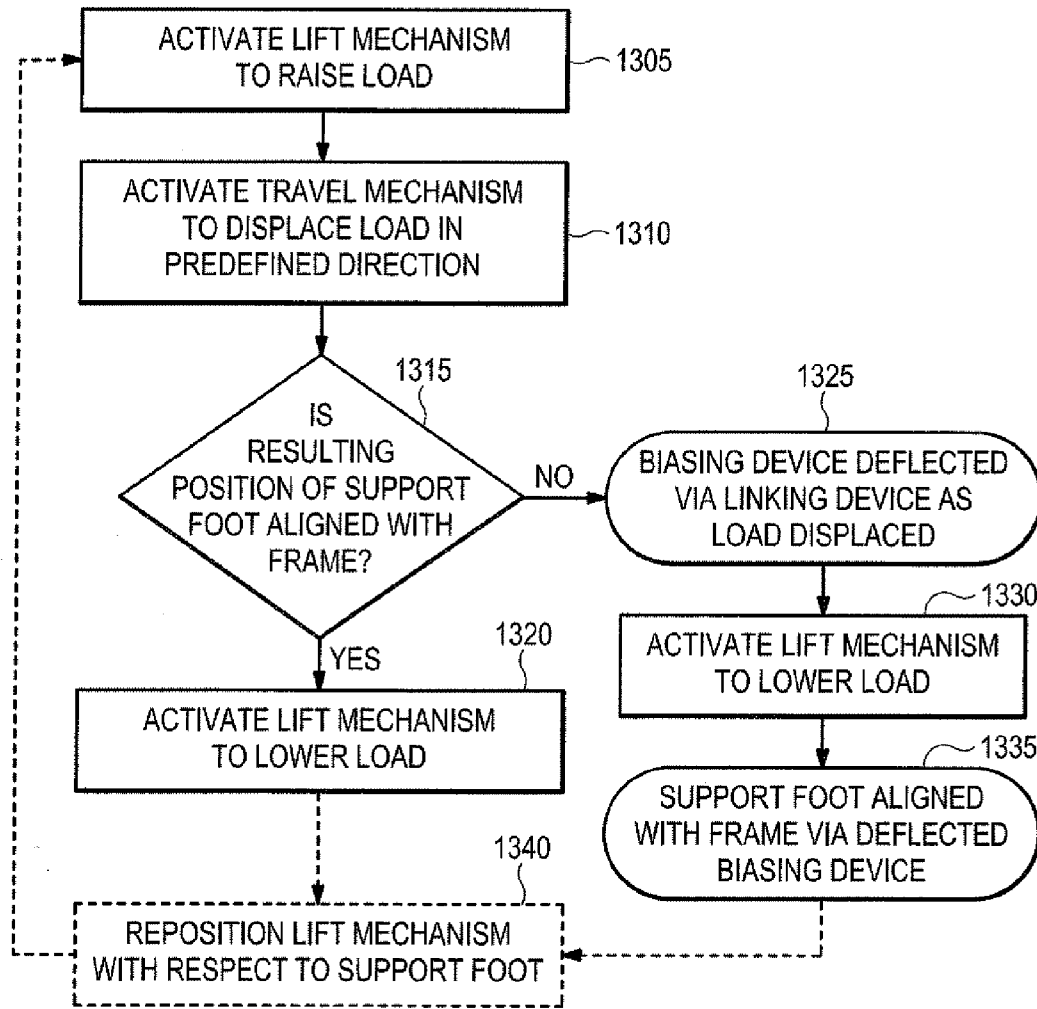 ACTIVATE LIFT MECHANISM
TO RAISE LOAD
1305
ACTIVATE TRAVEL MECHANISM
TO DISPLACE LOAD IN
PREDEFINED DIRECTION
1310
1315
IS
RESULTING
POSITION OF SUPPORT
FOOT ALIGNED WITH
FRAME?
NO
1325
BIASING DEVICE DEFLECTED
VIA LINKING DEVICE AS
LOAD DISPLACED
1330
ACTIVATE LIFT MECHANISM
TO LOWER LOAD
1335
SUPPORT FOOT ALIGNED
WITH FRAME VIA DEFLECTED
BIASING DEVICE
YES
1320
ACTIVATE LIFT MECHANISM
TO LOWER LOAD
1340
REPOSITION LIFT MECHANISM
WITH RESPECT TO SUPPORT FOOT